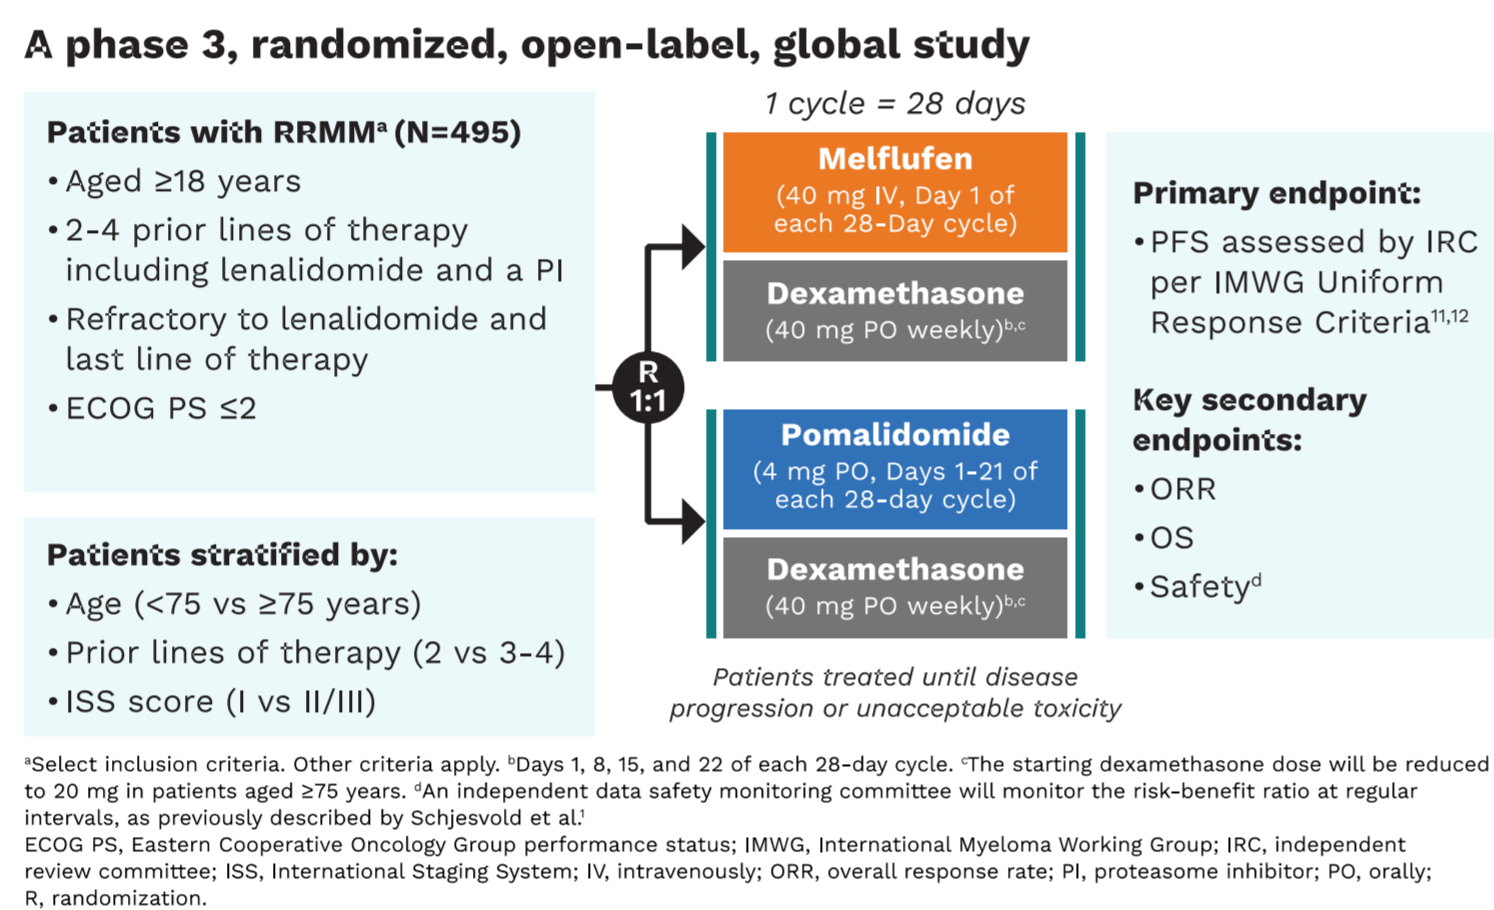 A phase 3, randomized, open-label, global study
Patients with RRMMᵃ (N=495)
• Aged ≥18 years
• 2-4 prior lines of therapy
including lenalidomide and a PI
• Refractory to lenalidomide and
last line of therapy
• ECOG PS ≤2
Patients stratified by:
• Age (<75 vs ≥75 years)
• Prior lines of therapy (2 vs 3-4)
• ISS score (I vs II/III)
R
1:1
1 cycle = 28 days
Melflufen
(40 mg IV, Day 1 of
each 28-Day cycle)
Dexamethasone
(40 mg PO weekly)ᵇ,ᶜ
Pomalidomide
(4 mg PO, Days 1-21 of
each 28-day cycle)
Dexamethasone
(40 mg PO weekly)ᵇ,ᶜ
Patients treated until disease
progression or unacceptable toxicity
Primary endpoint:
• PFS assessed by IRC
per IMWG Uniform
Response Criteria¹¹,¹²
Key secondary
endpoints:
• ORR
• OS
• Safetyᵈ
ᵃSelect inclusion criteria. Other criteria apply. ᵇDays 1, 8, 15, and 22 of each 28-day cycle. ᶜThe starting dexamethasone dose will be reduced
to 20 mg in patients aged ≥75 years. ᵈAn independent data safety monitoring committee will monitor the risk-benefit ratio at regular
intervals, as previously described by Schjesvold et al.¹
ECOG PS, Eastern Cooperative Oncology Group performance status; IMWG, International Myeloma Working Group; IRC, independent
review committee; ISS, International Staging System; IV, intravenously; ORR, overall response rate; PI, proteasome inhibitor; PO, orally;
R, randomization.